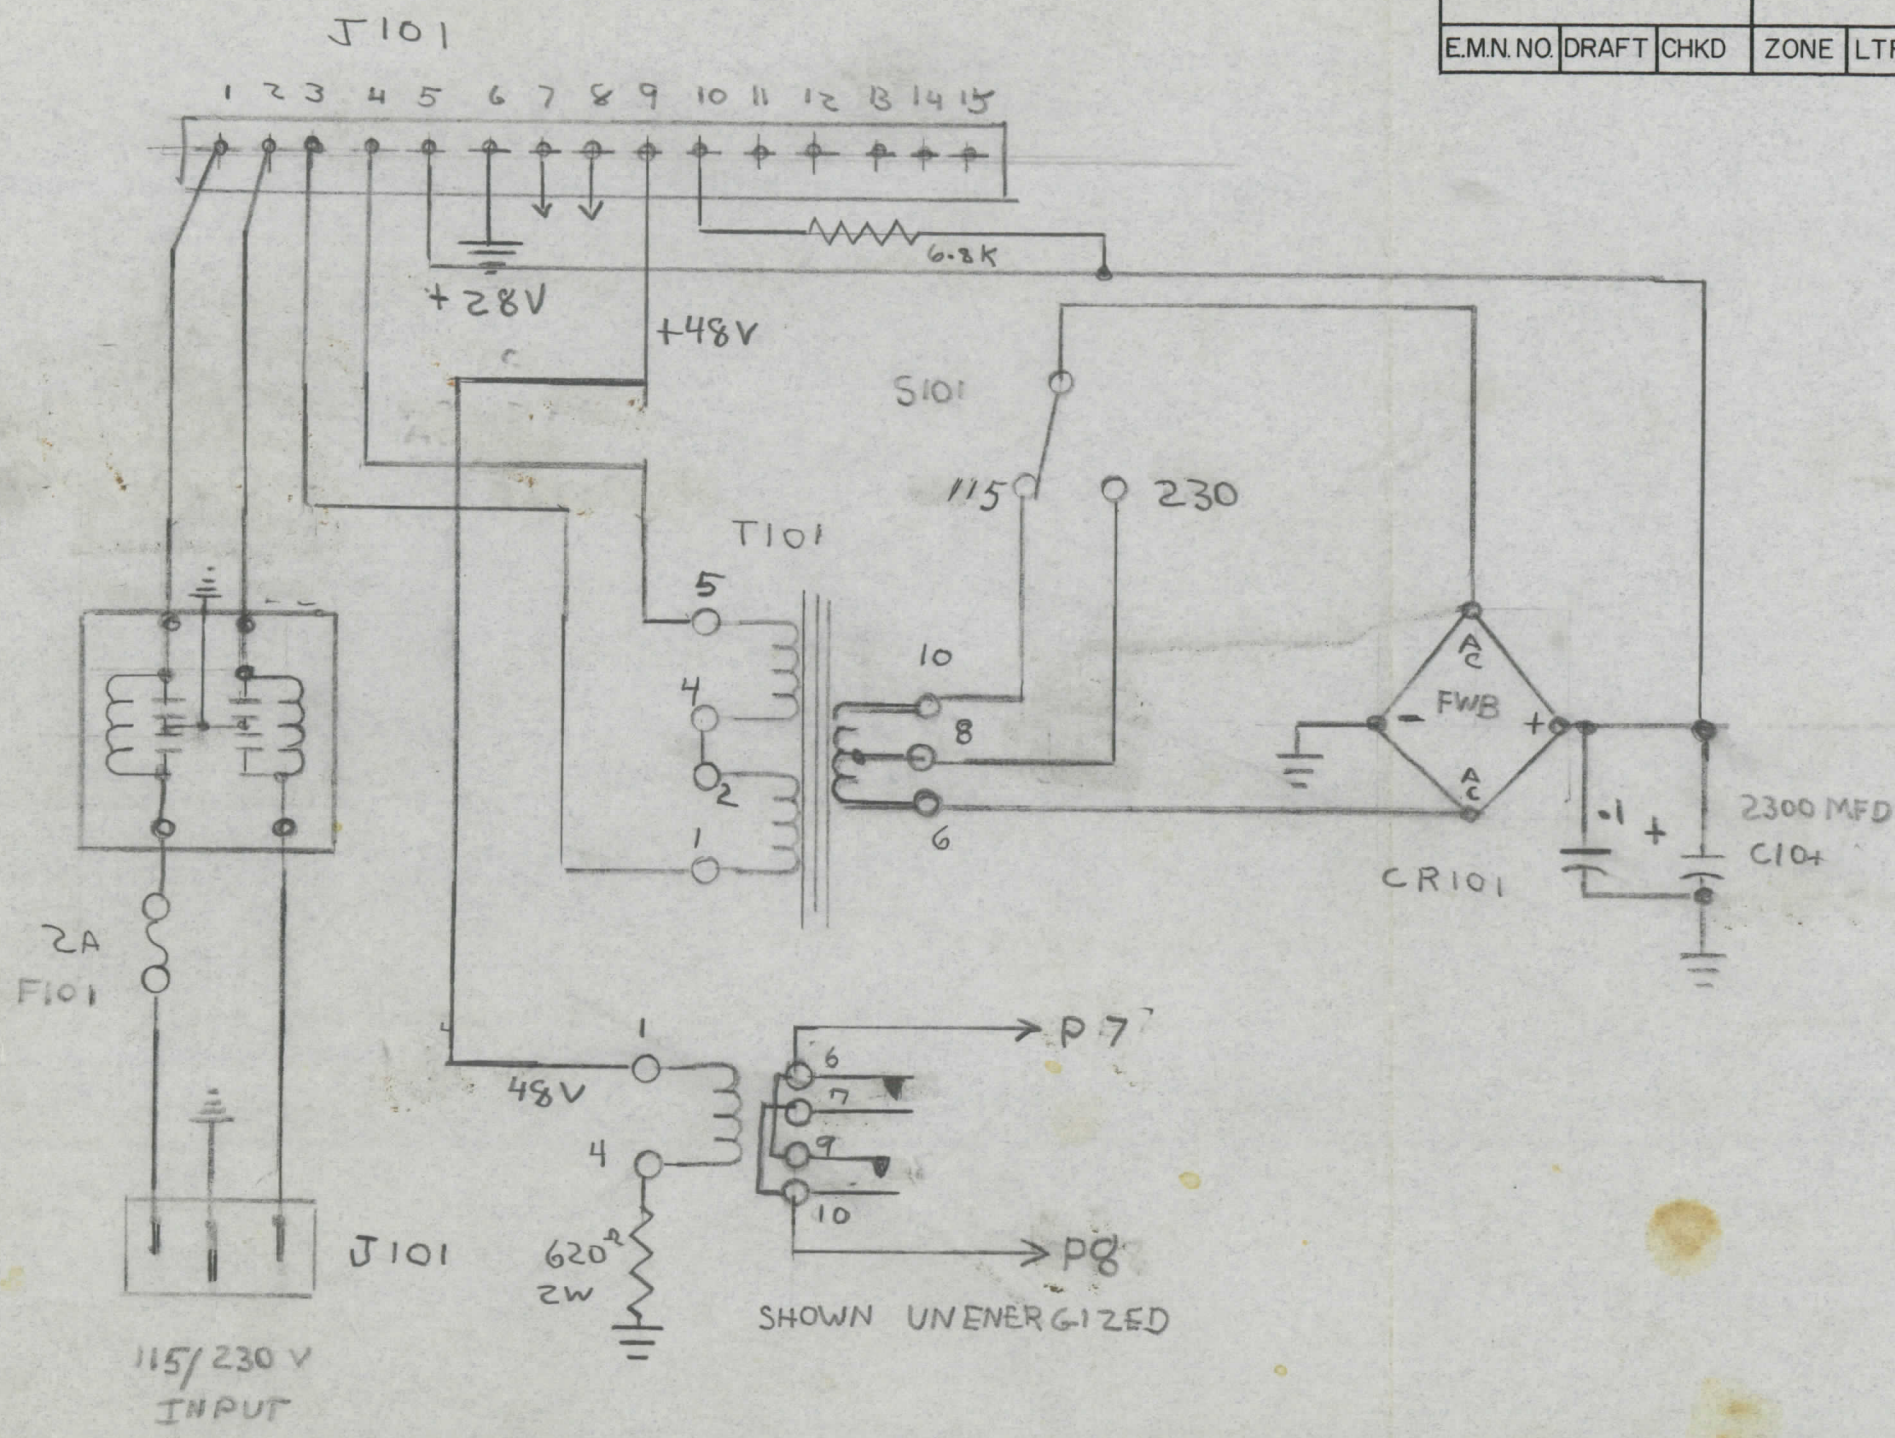 J101
E.M.N. NO. DRAFT CHKD ZONE
1 2 3 4 5 6 7 8 9 10 11 12 13 14 15
6.8K
+28V
+48V
S101
115 230
T101
5
10
4
8
2
6
1
AC
FWB
- +
AC
.1 +
2300 MFD
C101
CR101
2A
F101
1
48V
6
P7
7
4
9
10
P8
620Ω
2W
J101
SHOWN UNENERGIZED
115/230 V
INPUT